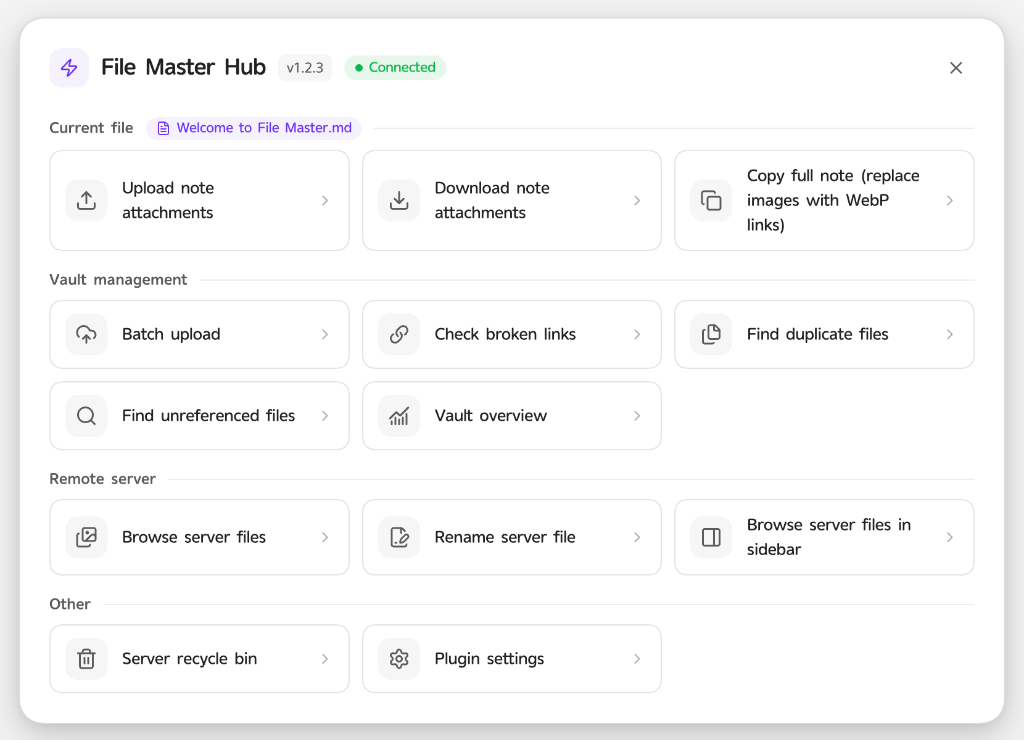 File Master Hub v1.2.3 Connected
Current file Welcome to File Master.md
Upload note
attachments
Download note
attachments
Copy full note (replace
images with WebP
links)
Vault management
Batch upload
Check broken links
Find duplicate files
Find unreferenced files
Vault overview
Remote server
Browse server files
Rename server file
Browse server files in
sidebar
Other
Server recycle bin
Plugin settings